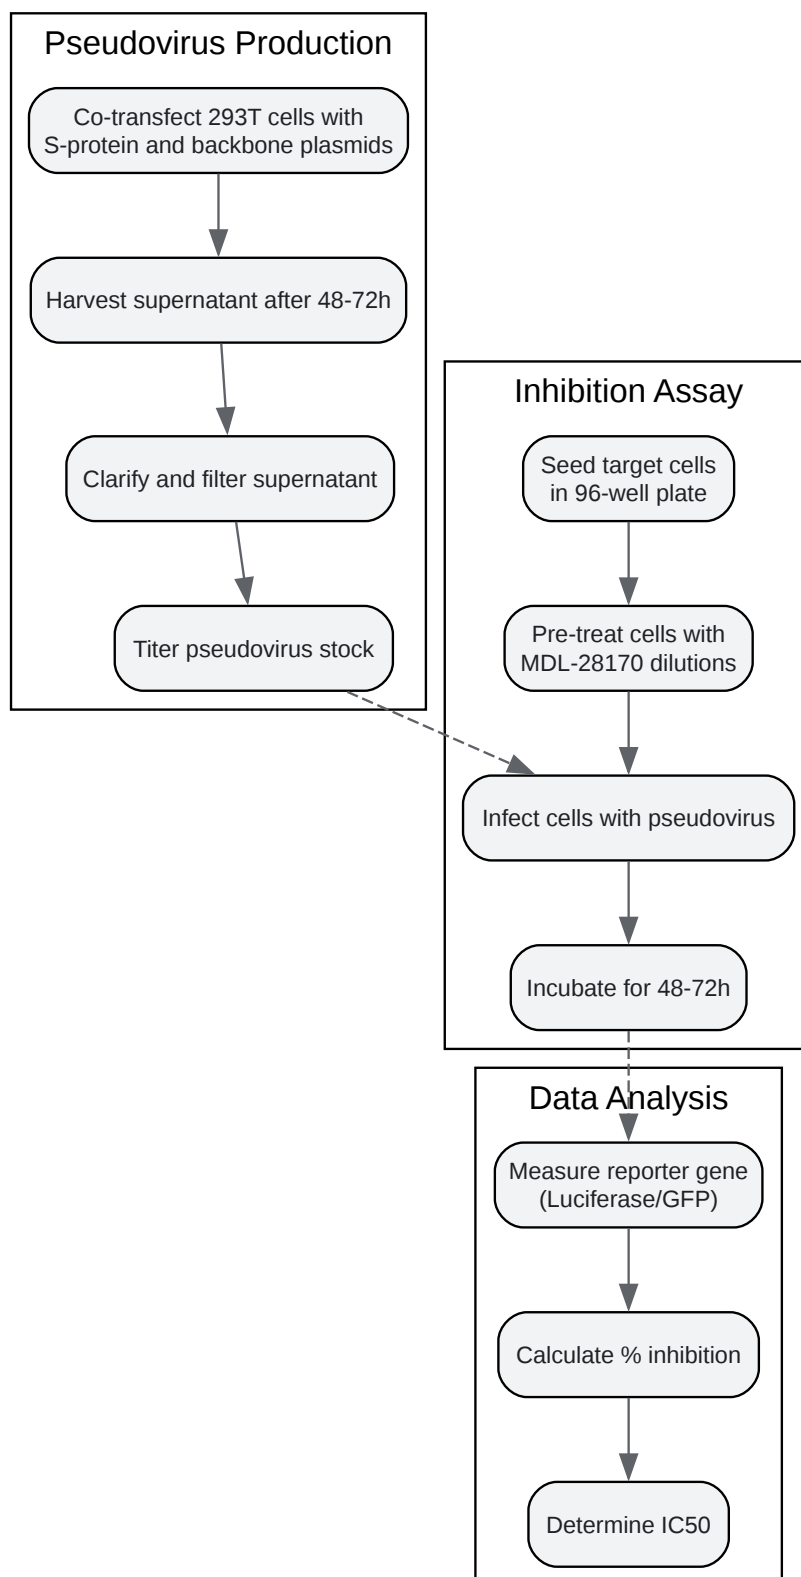 Pseudovirus Production
Co-transfect 293T cells with
S-protein and backbone plasmids
Harvest supernatant after 48-72h
Clarify and filter supernatant
Titer pseudovirus stock
Inhibition Assay
Seed target cells
in 96-well plate
Pre-treat cells with
MDL-28170 dilutions
Infect cells with pseudovirus
Incubate for 48-72h
Data Analysis
Measure reporter gene
(Luciferase/GFP)
Calculate % inhibition
Determine IC50